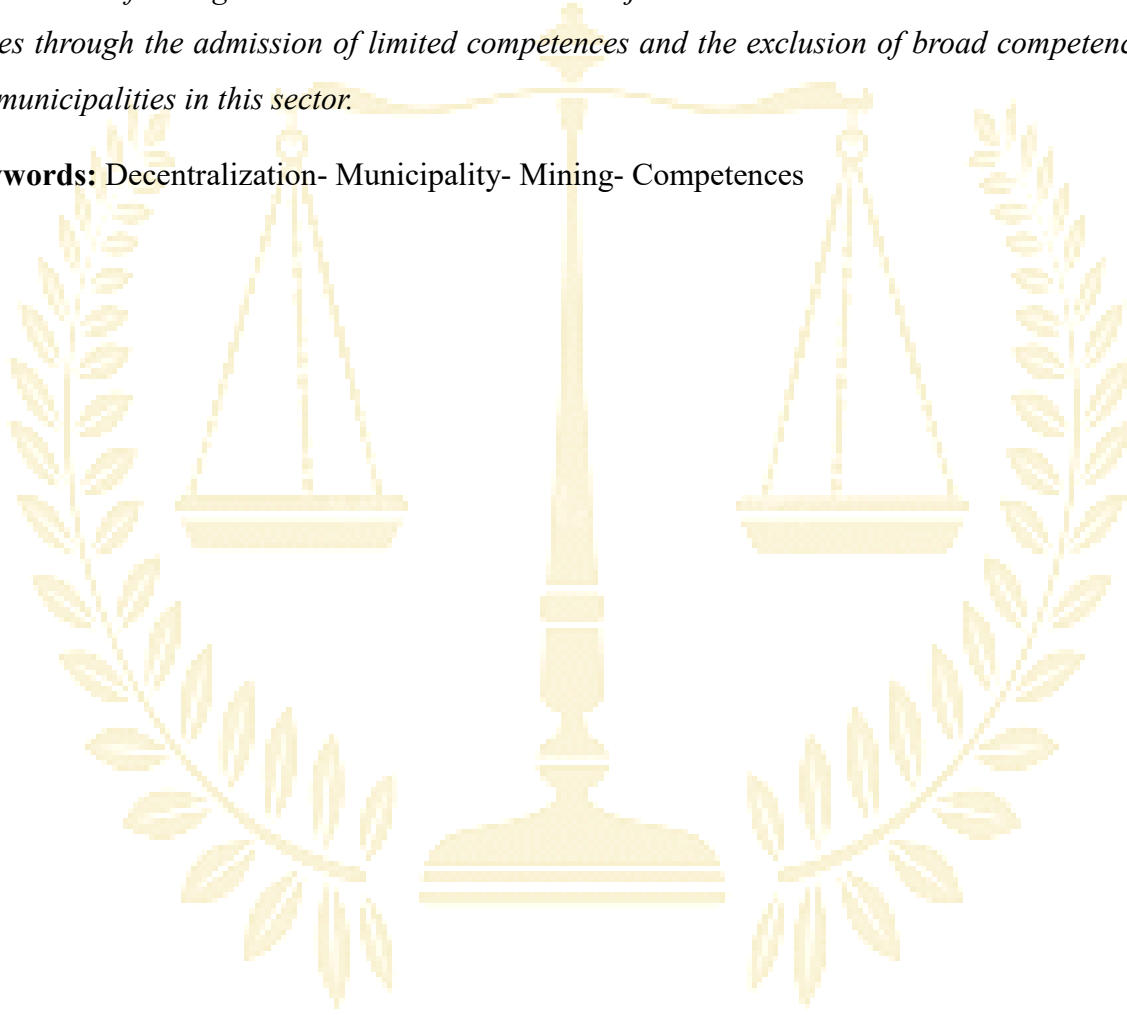 es through the admission of limited competences and the exclusion of broad
municipalities in this sector.
words: Decentralization- Municipality- Mining- Competences